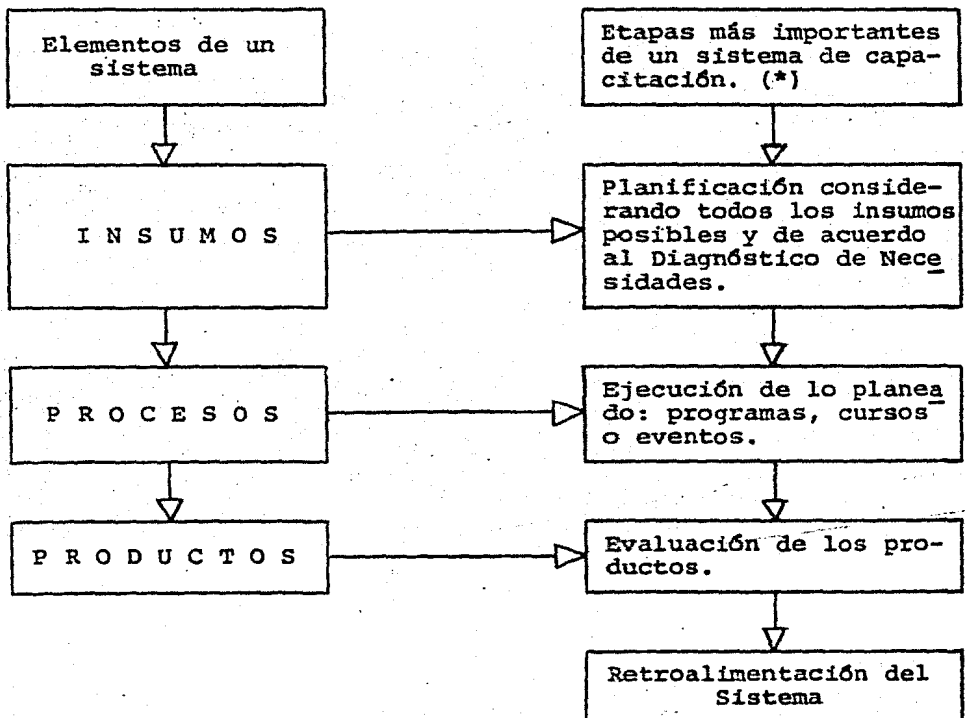 Elementos de un
sistema
I N S U M O S
P R O C E S O S
P R O D U C T O S
Etapas más importantes
de un sistema de capa-
citación. (*)
Planificación conside-
rando todos los insumos
posibles y de acuerdo
al Diagnóstico de Nece
sidades.
Ejecución de lo planea
do: programas, cursos
o eventos.
Evaluación de los pro-
ductos.
Retroalimentación del
Sistema